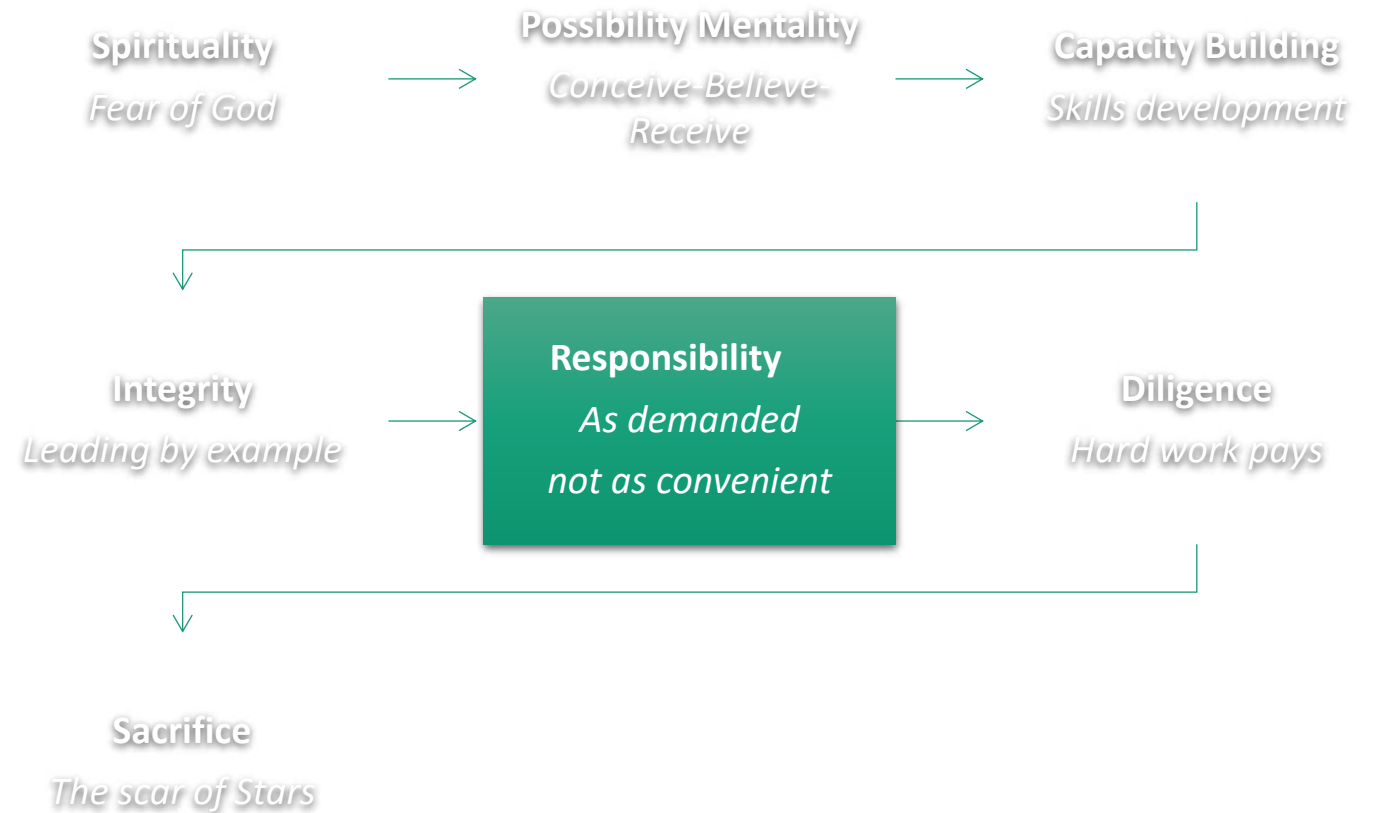 Spirituality
Fear of God
Possibility Mentality
Conceive-Believe-
Receive
Capacity Building
Skills development
Integrity
Leading by example
Responsibility
As demanded
not as convenient
Diligence
Hard work pays
Sacrifice
The scar of Stars